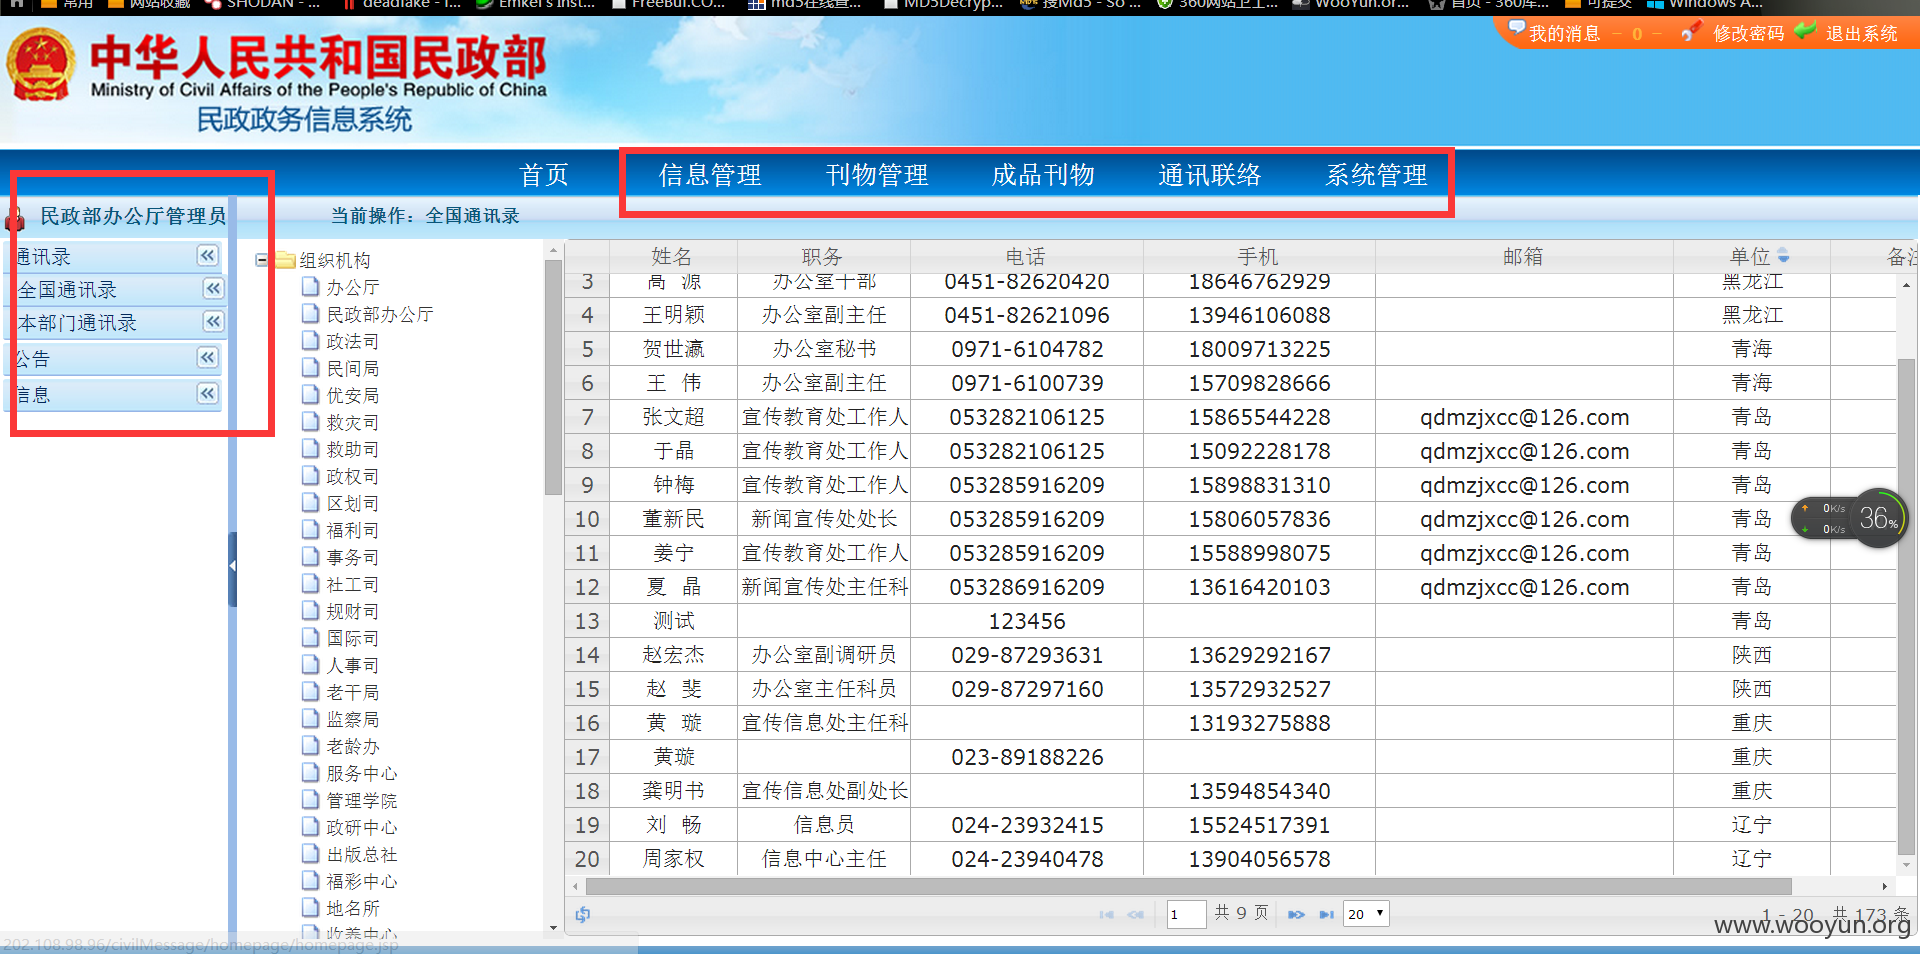 常用 网站收藏 SHODAN - ... deadfake - I... Emkei's Inst... FreeBuf.CO... md5在线查... MD5Decryp... 搜Md5 - So ... 360网站卫士... WooYun.or... 首页 - 360库... 可提交 Windows A...
我的消息 - 0 - 修改密码 退出系统
中华人民共和国民政部
Ministry of Civil Affairs of the People's Republic of China
民政政务信息系统
首页 信息管理 刊物管理 成品刊物 通讯联络 系统管理
民政部办公厅管理员
当前操作：全国通讯录
通讯录
全国通讯录
本部门通讯录
公告
信息
组织机构
办公厅
民政部办公厅
政法司
民间局
优安局
救灾司
救助司
政权司
区划司
福利司
事务司
社工司
规财司
国际司
人事司
老干局
监察局
老龄办
服务中心
管理学院
政研中心
出版总社
福彩中心
地名所
收养中心
姓名 职务 电话 手机 邮箱 单位 备注
3 高 源 办公室干部 0451-82620420 18646762929 黑龙江
4 王明颖 办公室副主任 0451-82621096 13946106088 黑龙江
5 贺世瀛 办公室秘书 0971-6104782 18009713225 青海
6 王 伟 办公室副主任 0971-6100739 15709828666 青海
7 张文超 宣传教育处工作人 053282106125 15865544228 qdmzjxcc@126.com 青岛
8 于晶 宣传教育处工作人 053282106125 15092228178 qdmzjxcc@126.com 青岛
9 钟梅 宣传教育处工作人 053285916209 15898831310 qdmzjxcc@126.com 青岛
10 董新民 新闻宣传处处长 053285916209 15806057836 qdmzjxcc@126.com 青岛
11 姜宁 宣传教育处工作人 053285916209 15588998075 qdmzjxcc@126.com 青岛
12 夏 晶 新闻宣传处主任科 053286916209 13616420103 qdmzjxcc@126.com 青岛
13 测试 123456 青岛
14 赵宏杰 办公室副调研员 029-87293631 13629292167 陕西
15 赵 斐 办公室主任科员 029-87297160 13572932527 陕西
16 黄 璇 宣传信息处主任科 13193275888 重庆
17 黄璇 023-89188226 重庆
18 龚明书 宣传信息处副处长 13594854340 重庆
19 刘 畅 信息员 024-23932415 15524517391 辽宁
20 周家权 信息中心主任 024-23940478 13904056578 辽宁
1 共 9 页 20 1 - 20 共 173 条
0K/s
0K/s
36%
www.wooyun.org
202.108.98.96/civilMessage/homepage/homepage.jsp